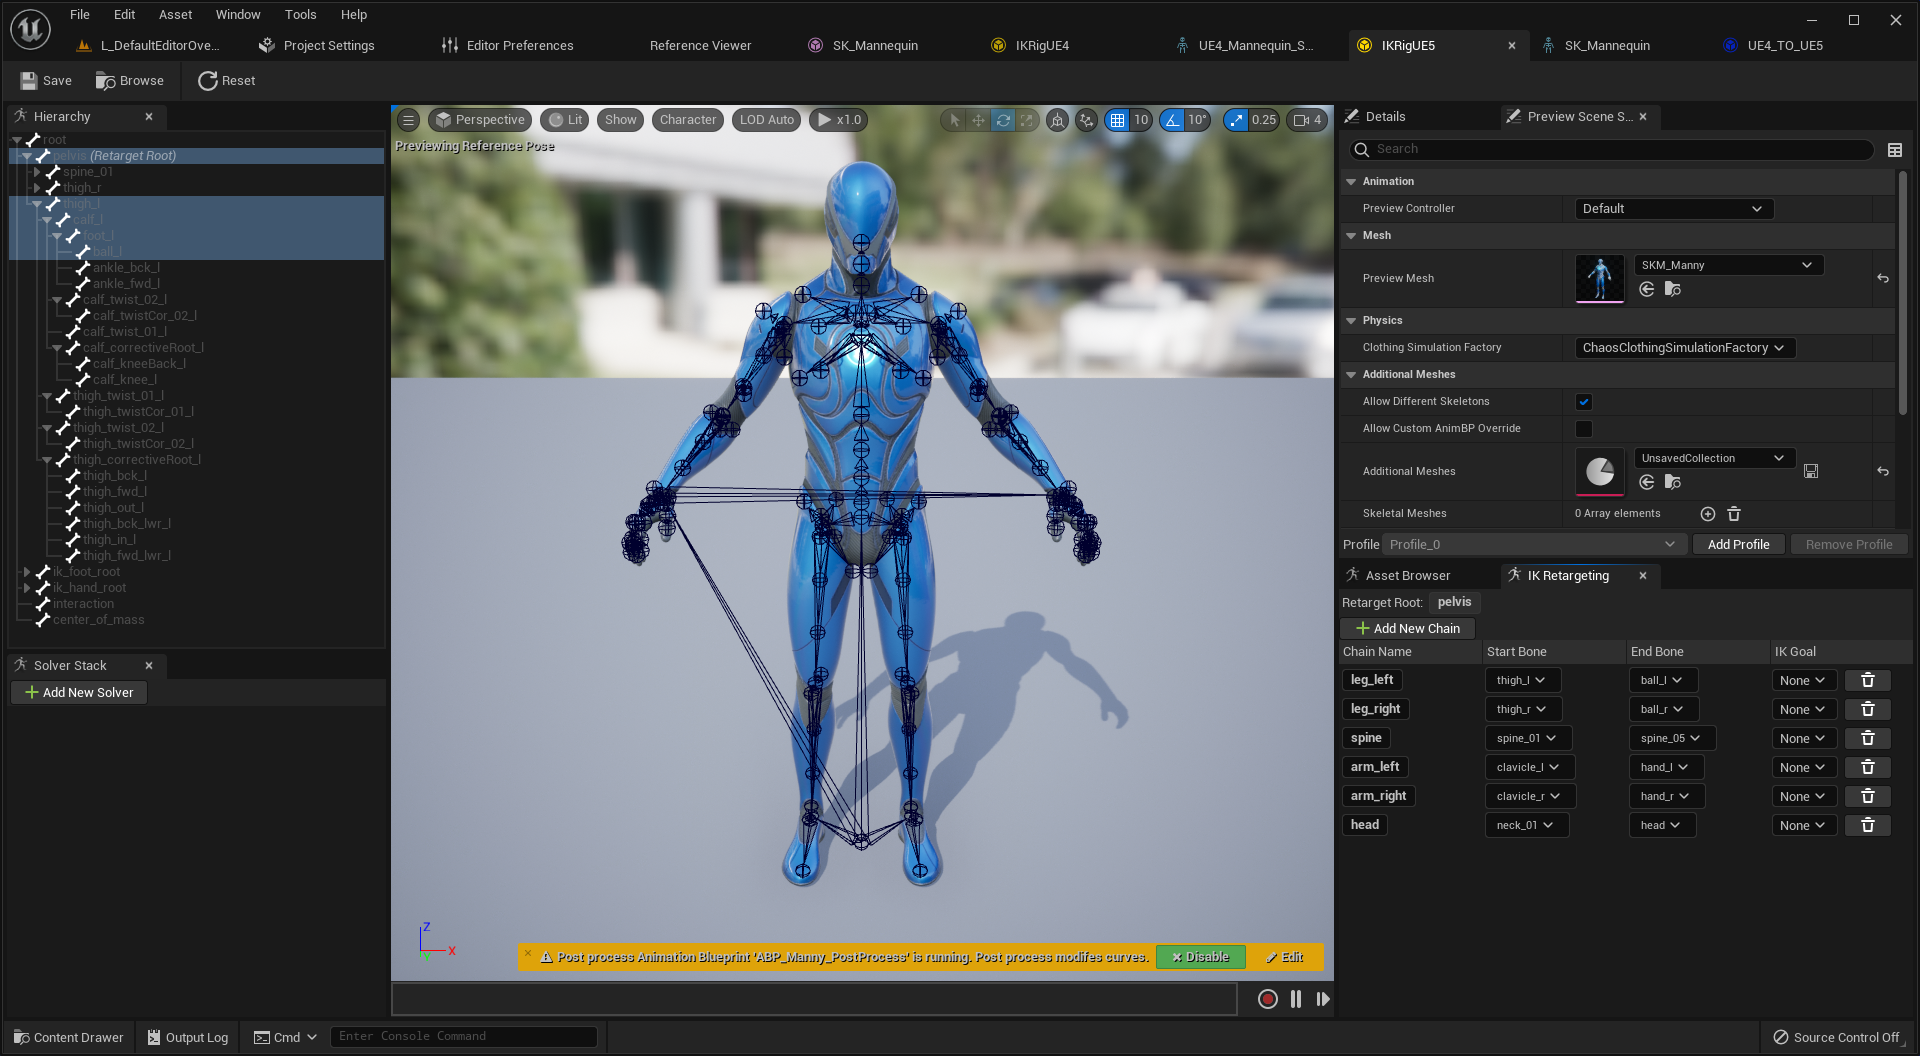 File Edit Asset Window Tools Help
L_DefaultEditorOve... Project Settings Editor Preferences Reference Viewer SK_Mannequin IKRigUE4 UE4_Mannequin_S... IKRigUE5 SK_Mannequin UE4_TO_UE5
Save Browse Reset
Hierarchy
root
pelvis (Retarget Root)
spine_01
thigh_r
thigh_l
calf_l
foot_l
ball_l
ankle_bck_l
ankle_fwd_l
calf_twist_02_l
calf_twistCor_02_l
calf_twist_01_l
calf_correctiveRoot_l
calf_kneeBack_l
calf_knee_l
thigh_twist_01_l
thigh_twistCor_01_l
thigh_twist_02_l
thigh_twistCor_02_l
thigh_correctiveRoot_l
thigh_bck_l
thigh_fwd_l
thigh_out_l
thigh_bck_lwr_l
thigh_in_l
thigh_fwd_lwr_l
ik_foot_root
ik_hand_root
interaction
center_of_mass
Solver Stack
Add New Solver
Perspective Lit Show Character LOD Auto x1.0 10 10° 0.25 4
Previewing Reference Pose
Z
X
Y
Post process Animation Blueprint 'ABP_Manny_PostProcess' is running. Post process modifes curves. Disable Edit
Details Preview Scene S...
Search
Animation
Preview Controller Default
Mesh
Preview Mesh SKM_Manny
Physics
Clothing Simulation Factory ChaosClothingSimulationFactory
Additional Meshes
Allow Different Skeletons
Allow Custom AnimBP Override
Additional Meshes UnsavedCollection
Skeletal Meshes 0 Array elements
Profile Profile_0 Add Profile Remove Profile
Asset Browser IK Retargeting
Retarget Root: pelvis
Add New Chain
Chain Name Start Bone End Bone IK Goal
leg_left thigh_l ball_l None
leg_right thigh_r ball_r None
spine spine_01 spine_05 None
arm_left clavicle_l hand_l None
arm_right clavicle_r hand_r None
head neck_01 head None
Content Drawer Output Log Cmd Enter Console Command Source Control Off